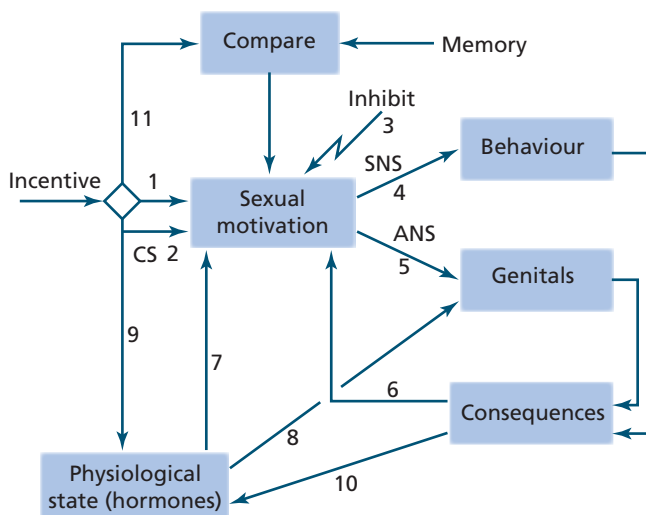 Compare
Memory
11
Inhibit
3
Incentive
1
Sexual
motivation
SNS
4
Behaviour
CS 2
ANS
5
Genitals
9
7
6
8
Consequences
Physiological
state (hormones)
10